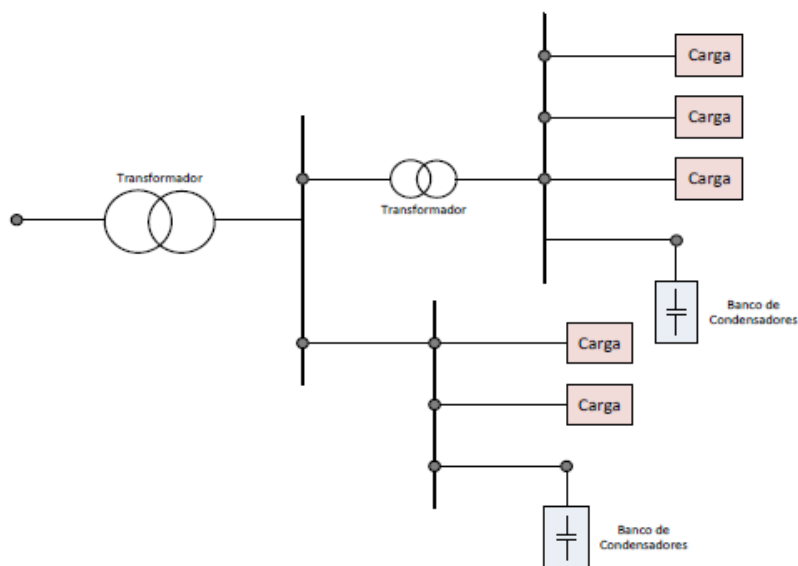 Carga
Carga
Carga
Transformador
Transformador
Banco de
Condensadores
Carga
Carga
Banco de
Condensadores